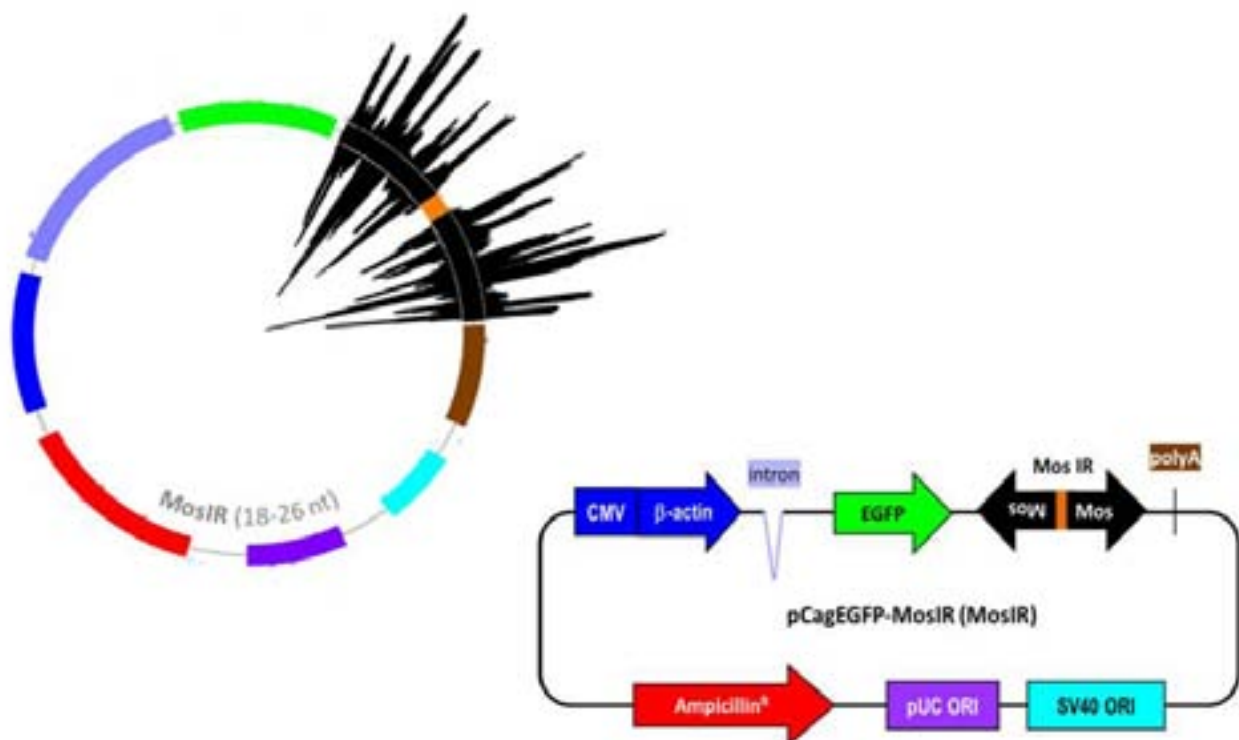 MosIR (18-26 nt)
intron
Mos IR
polyA
CMV
β-actin
EGFP
Mos
Mos
pCagEGFP-MosIR (MosIR)
Ampicillin^R
pUC ORI
SV40 ORI